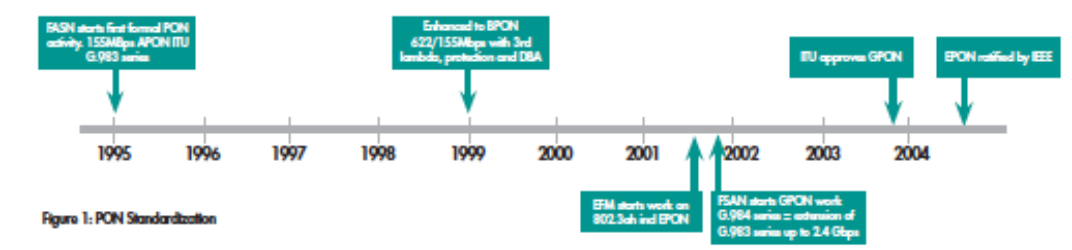 FASN starts first formal PON
activity. 155MBps APON ITU
G.983 series
Enhanced to BPON
622/155Mbps with 3rd
lambda, protection and DBA
ITU approves GPON
EPON ratified by IEEE
1995 1996 1997 1998 1999 2000 2001 2002 2003 2004
EFM starts work on
802.3ah incl EPON
FSAN starts GPON work
G.984 series = extension of
G.983 series up to 2.4 Gbps
Figure 1: PON Standardization